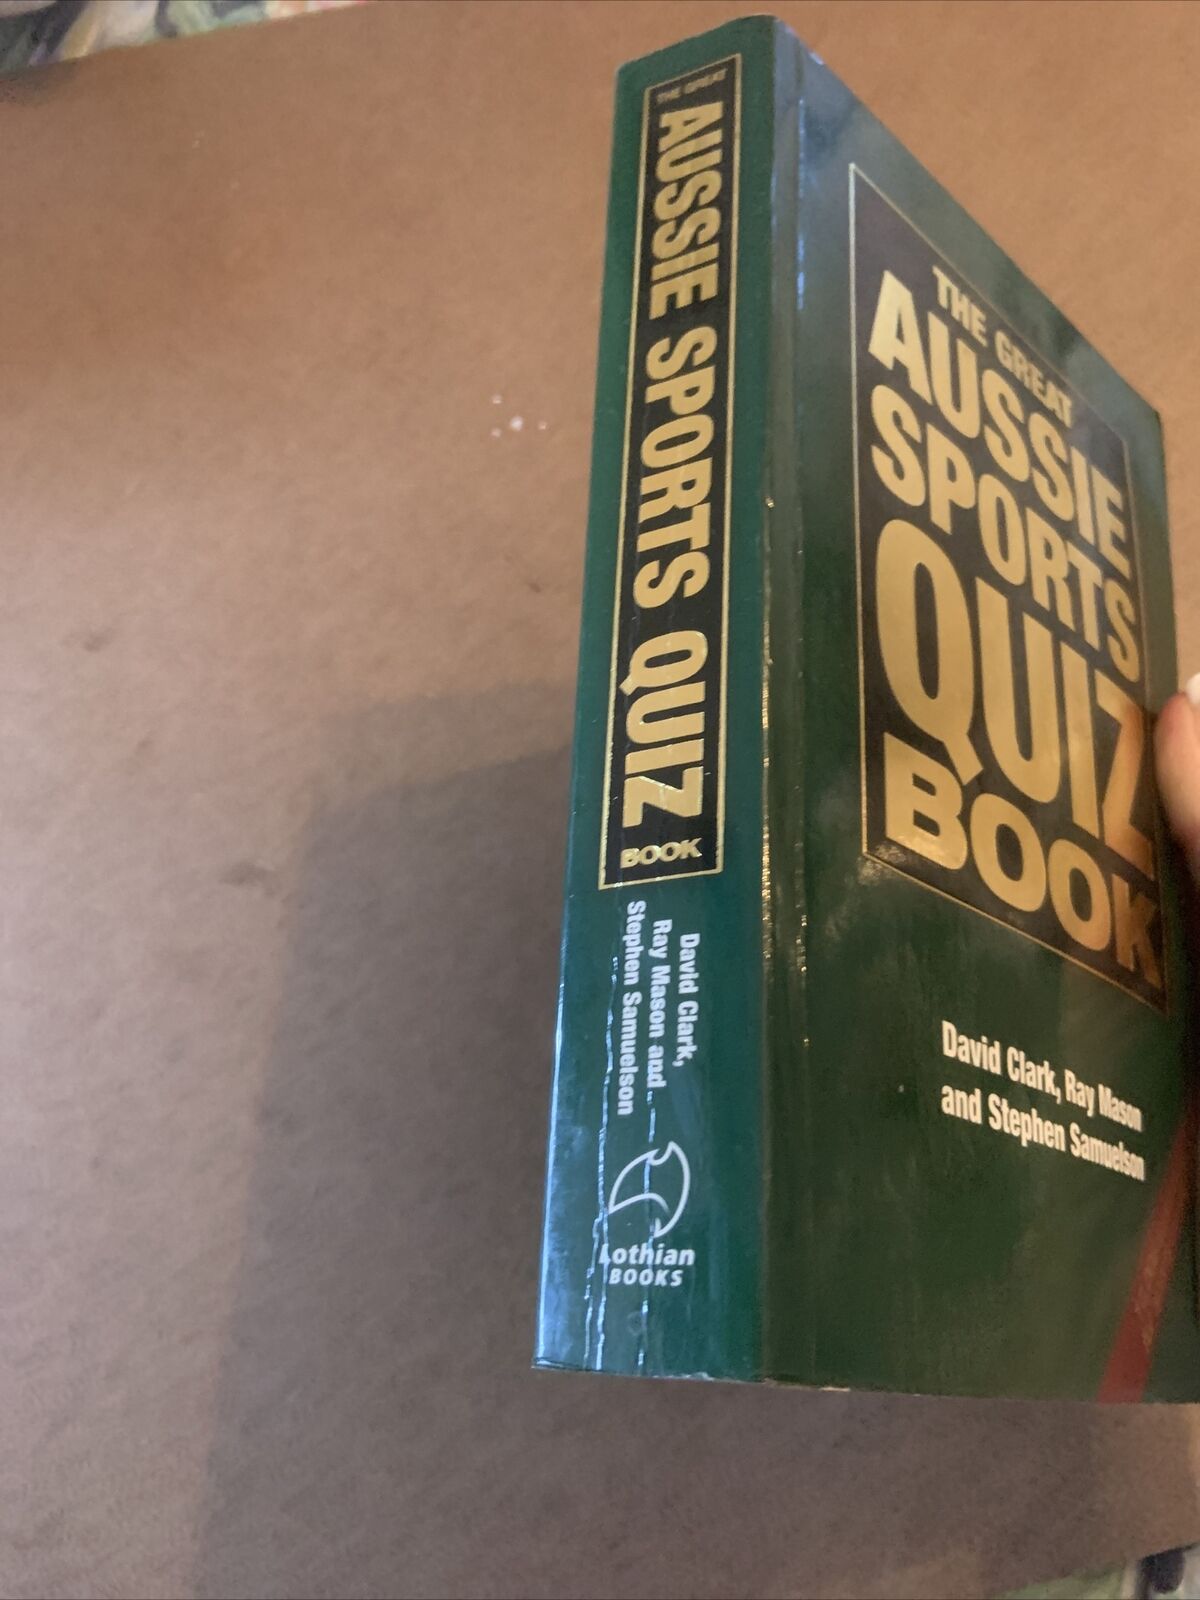 THE GREAT
AUSSIE SPORTS QUIZ
BOOK
David Clark,
Ray Mason and
Stephen Samuelson
Lothian
BOOKS
THE GREAT
AUSSIE
SPORTS
QUIZ
BOOK
David Clark, Ray Mason
and Stephen Samuelson